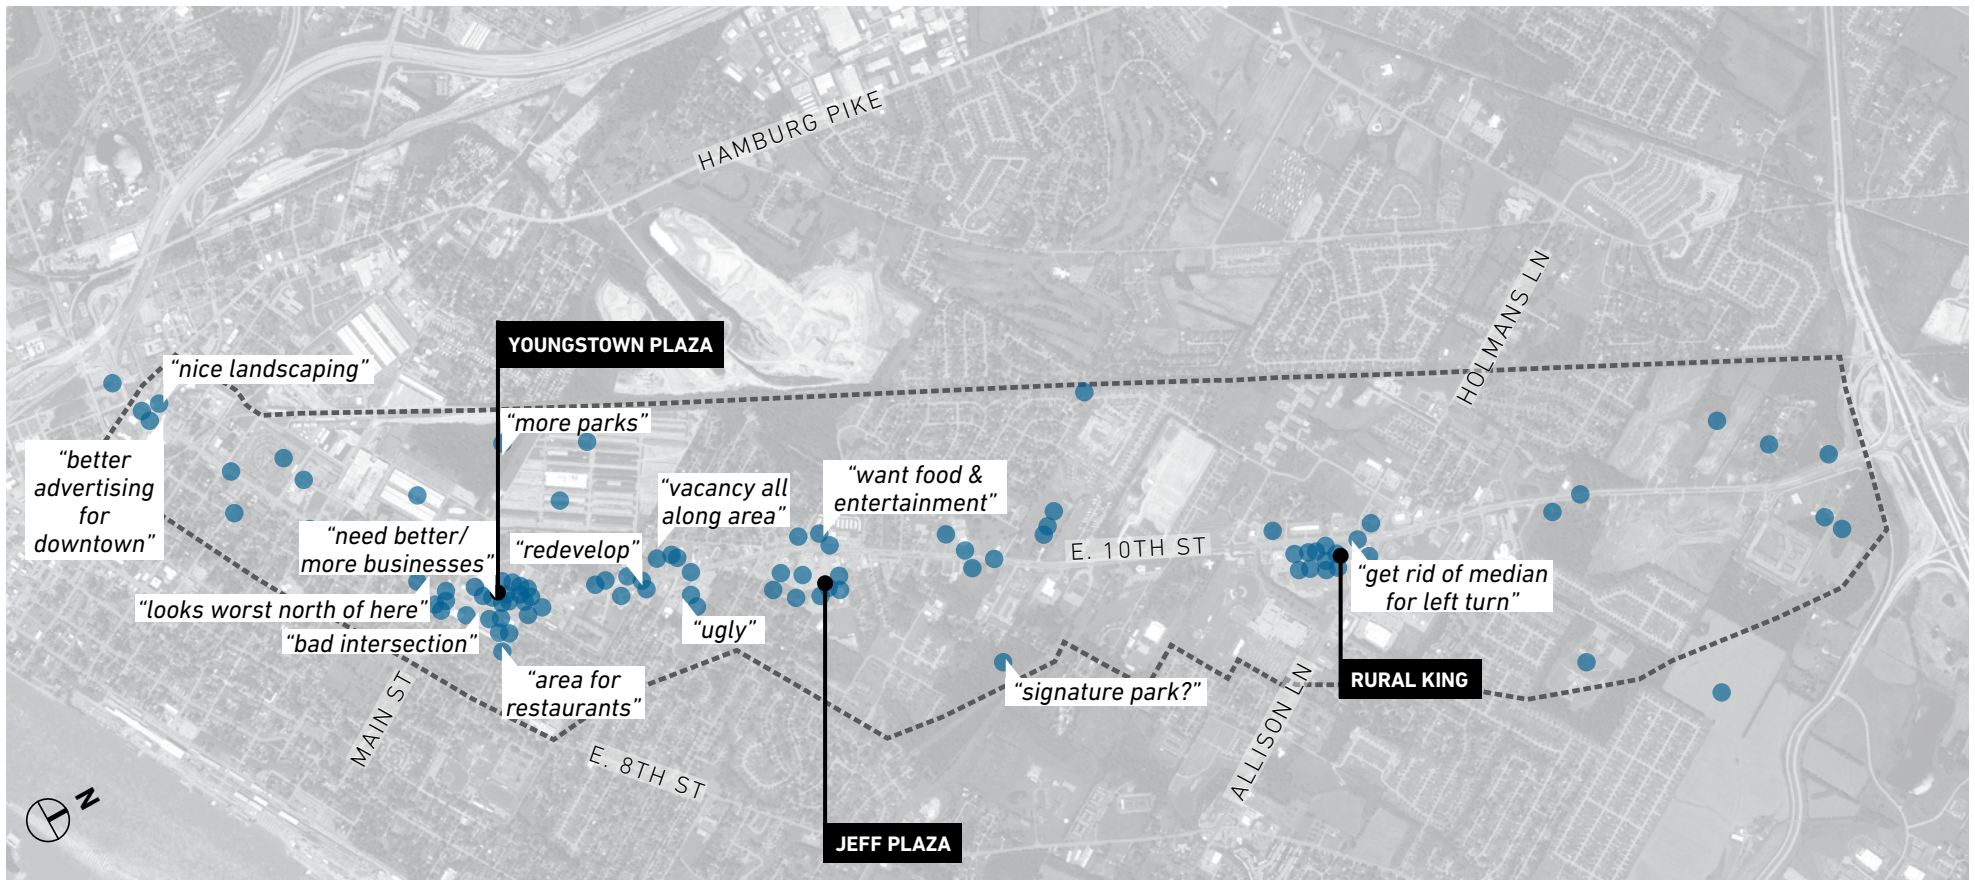 HAMBURG PIKE
HOLMANS LN
YOUNGSTOWN PLAZA
“nice landscaping”
“more parks”
“better
advertising
for
downtown”
“vacancy all
along area”
“want food &
entertainment”
“need better/
more businesses”
“redevelop”
E. 10TH ST
“get rid of median
for left turn”
“looks worst north of here”
“bad intersection”
“ugly”
“area for
restaurants”
“signature park?”
RURAL KING
MAIN ST
E. 8TH ST
ALLISON LN
N
JEFF PLAZA